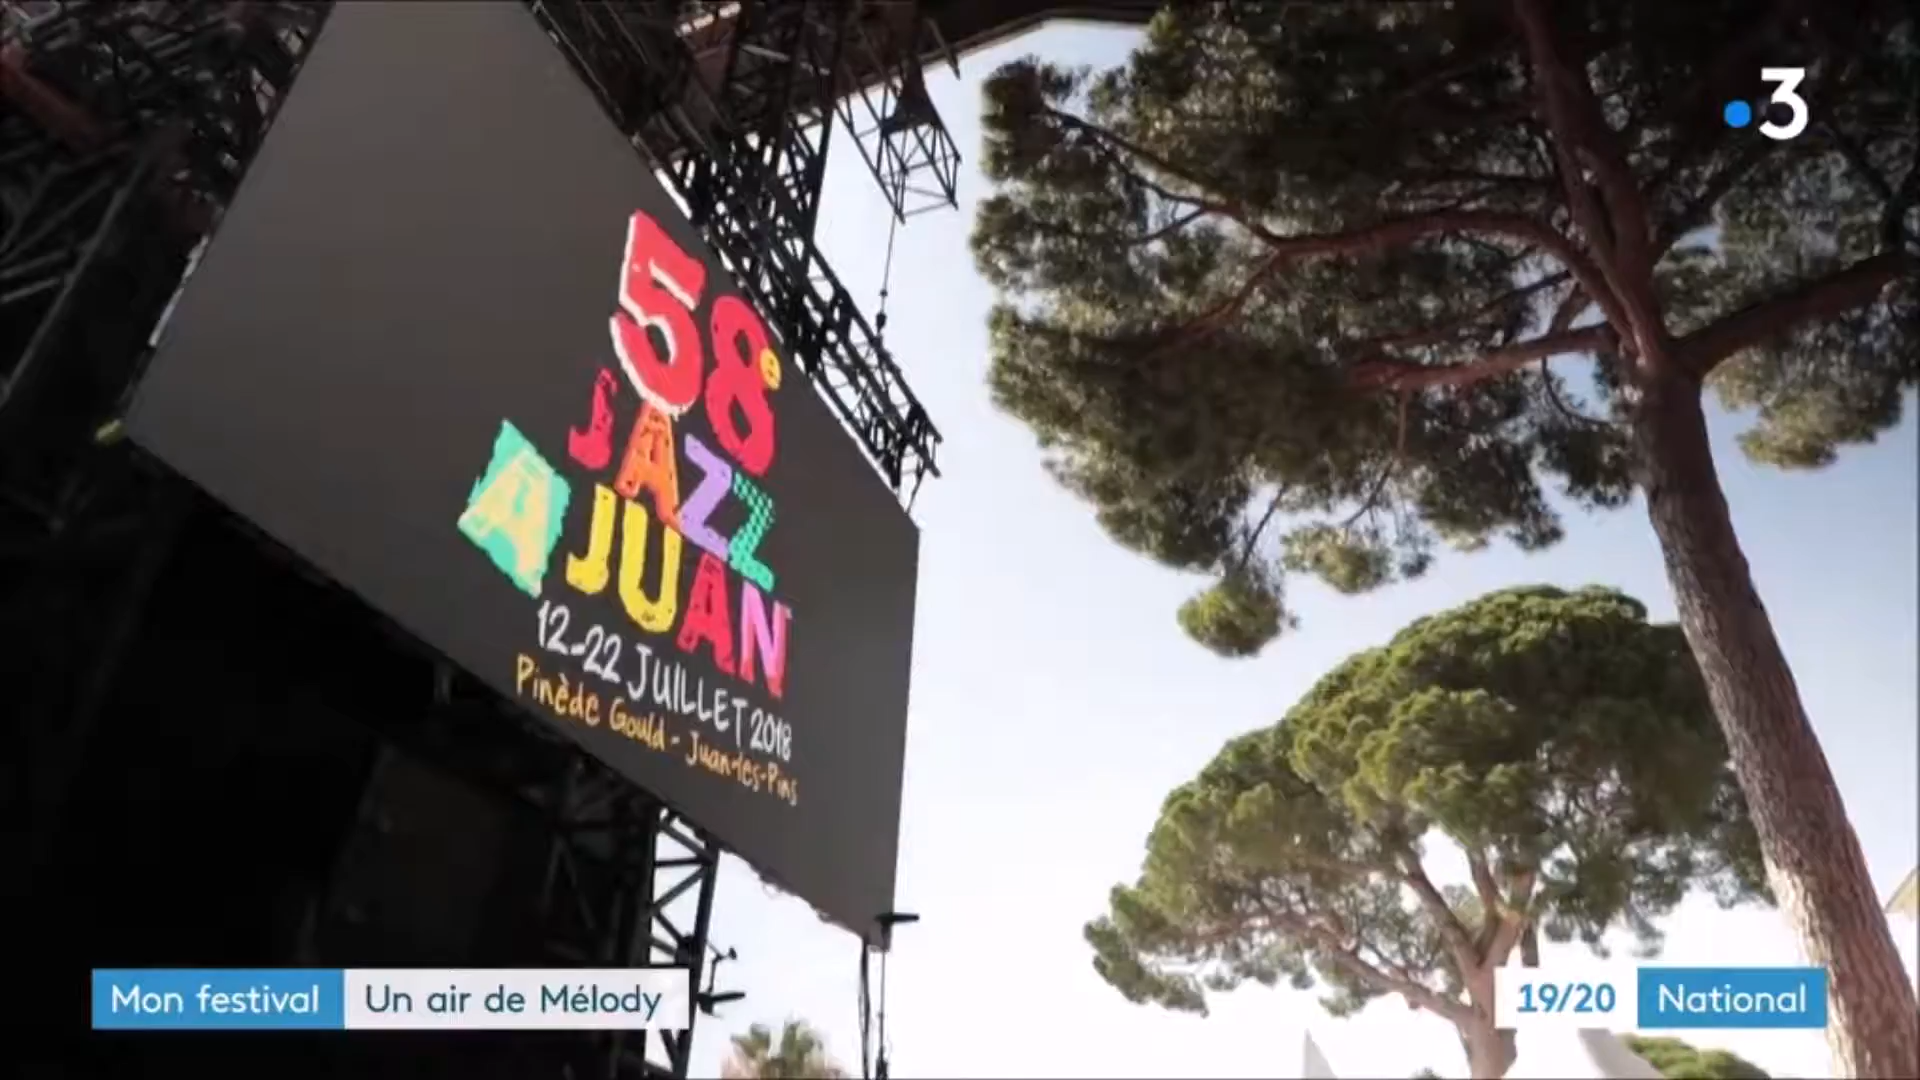 3
58e
JAZZ
A JUAN
12-22 JUILLET 2018
Pinède Gould - Juan-les-Pins
Mon festival
Un air de Mélody
19/20
National